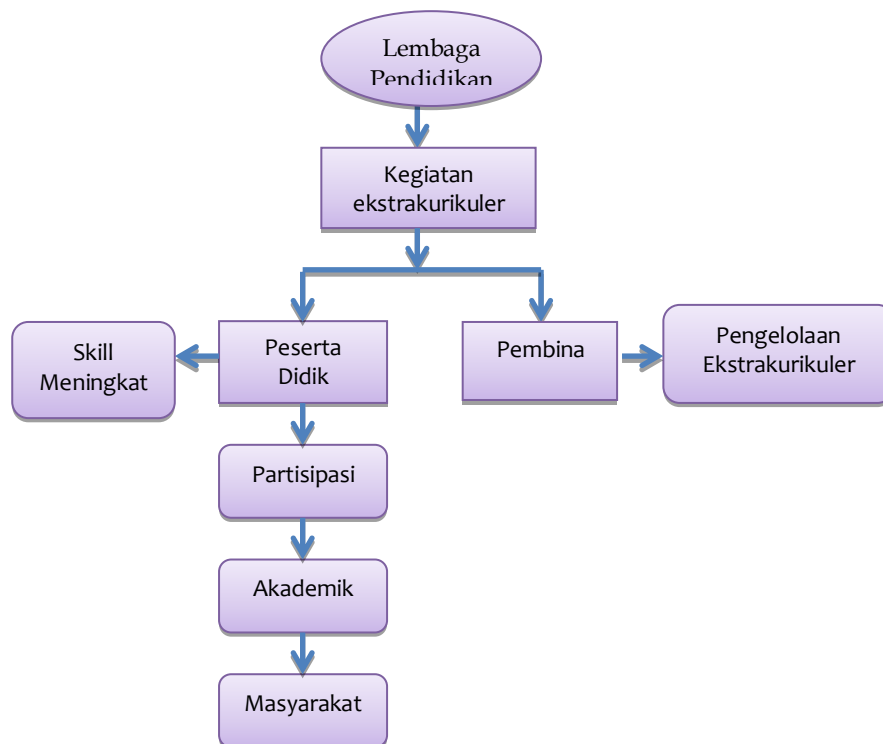 Lembaga
Pendidikan
Kegiatan
ekstrakurikuler
Skill
Meningkat
Peserta
Didik
Pembina
Pengelolaan
Ekstrakurikuler
Partisipasi
Akademik
Masyarakat